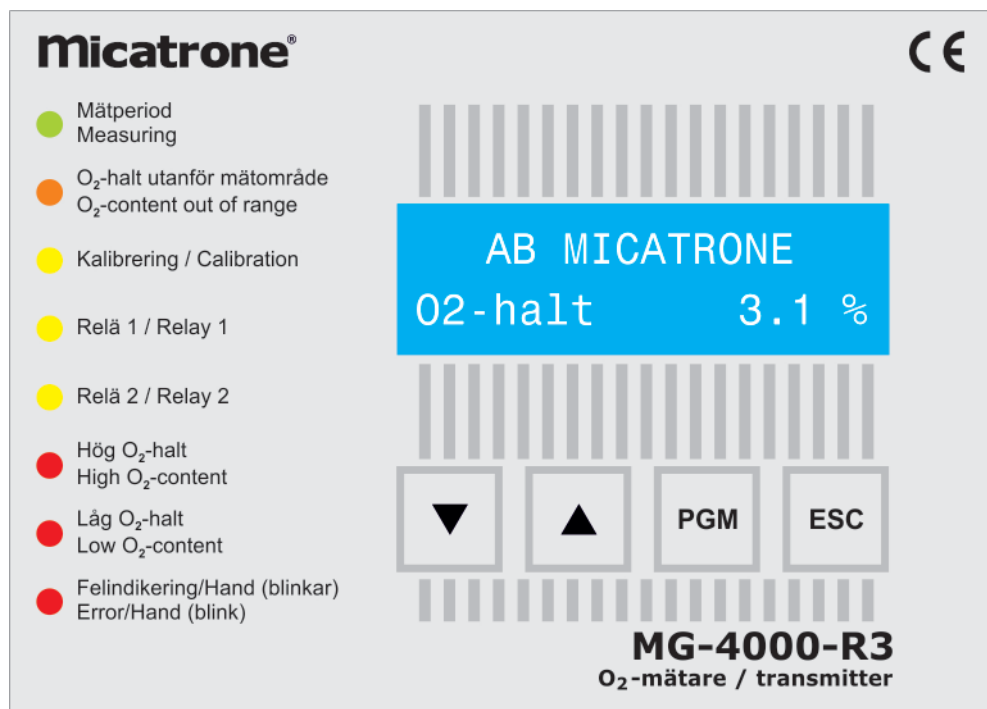 Micatrone®
CE
Mätperiod
Measuring
O₂-halt utanför mätområde
O₂-content out of range
Kalibrering / Calibration
Relä 1 / Relay 1
Relä 2 / Relay 2
Hög O₂-halt
High O₂-content
Låg O₂-halt
Low O₂-content
Felindikering/Hand (blinkar)
Error/Hand (blink)
AB MICATRONE
O2-halt 3.1 %
▼ ▲ PGM ESC
MG-4000-R3
O₂-mätare / transmitter